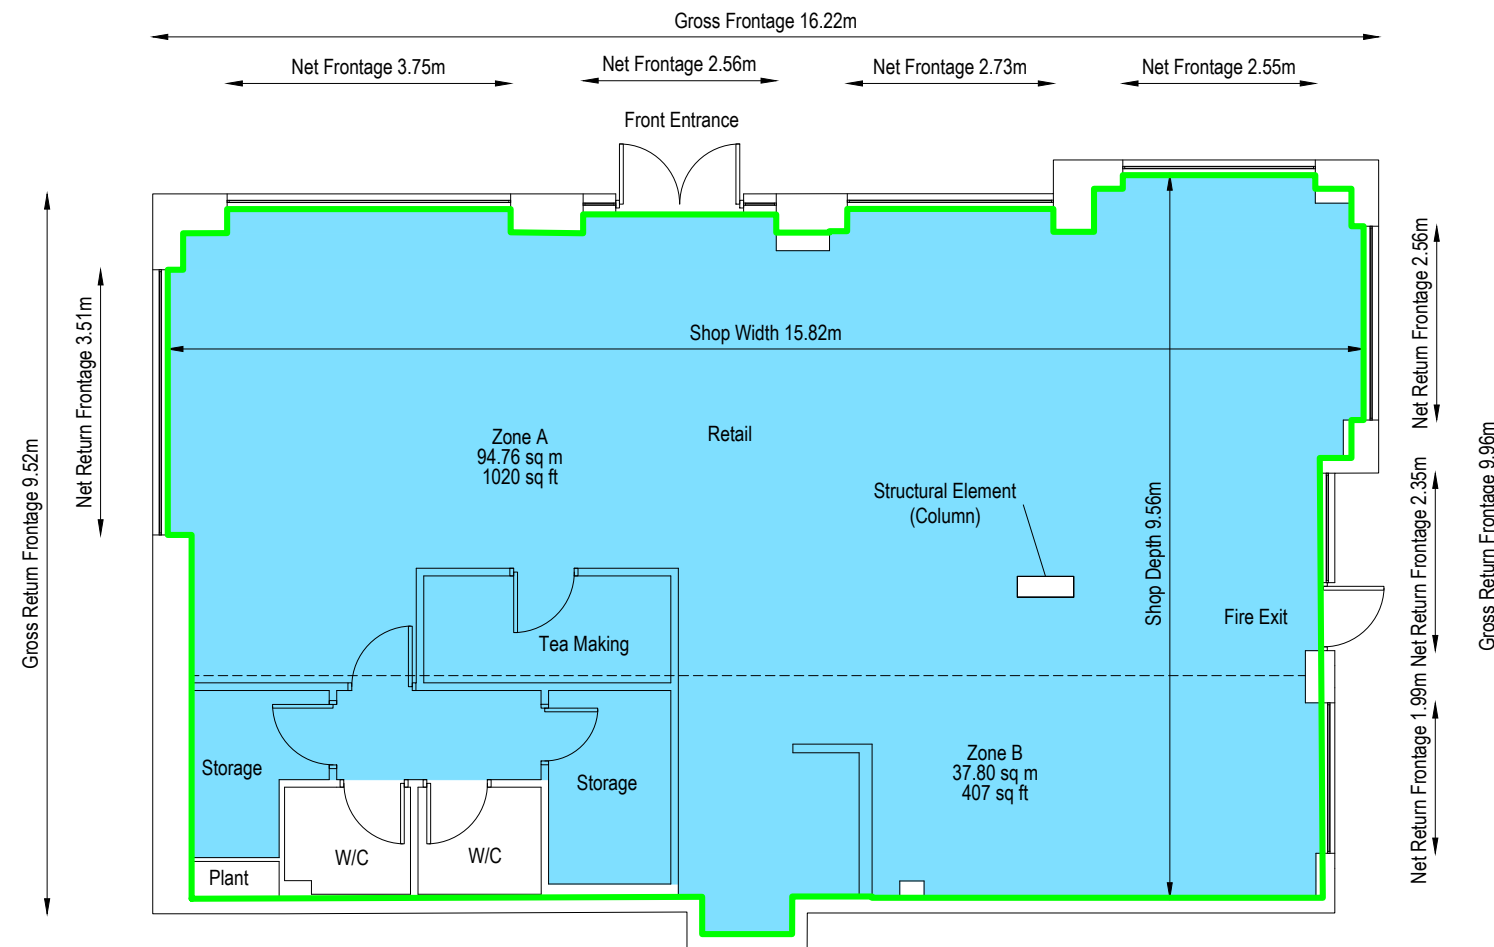 Gross Frontage 16.22m
Net Frontage 3.75m
Net Frontage 2.56m
Net Frontage 2.73m
Net Frontage 2.55m
Front Entrance
Gross Return Frontage 9.52m
Net Return Frontage 3.51m
Shop Width 15.82m
Net Return Frontage 2.56m
Zone A
94.76 sq m
1020 sq ft
Retail
Structural Element
(Column)
Shop Depth 9.56m
Net Return Frontage 2.35m
Gross Return Frontage 9.96m
Fire Exit
Tea Making
Net Return Frontage 1.99m
Storage
Storage
Zone B
37.80 sq m
407 sq ft
W/C
W/C
Plant